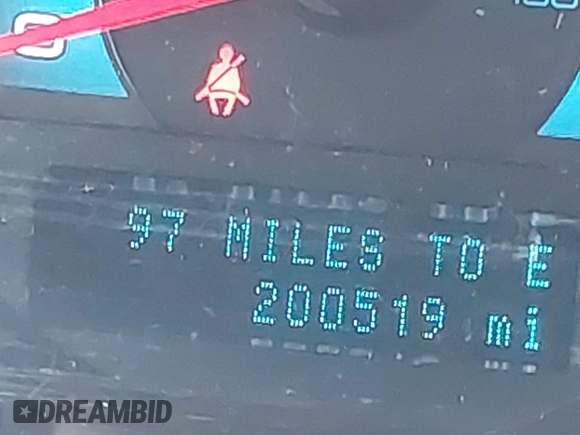 97 MILES TO E
200519 mi
DREAMBID